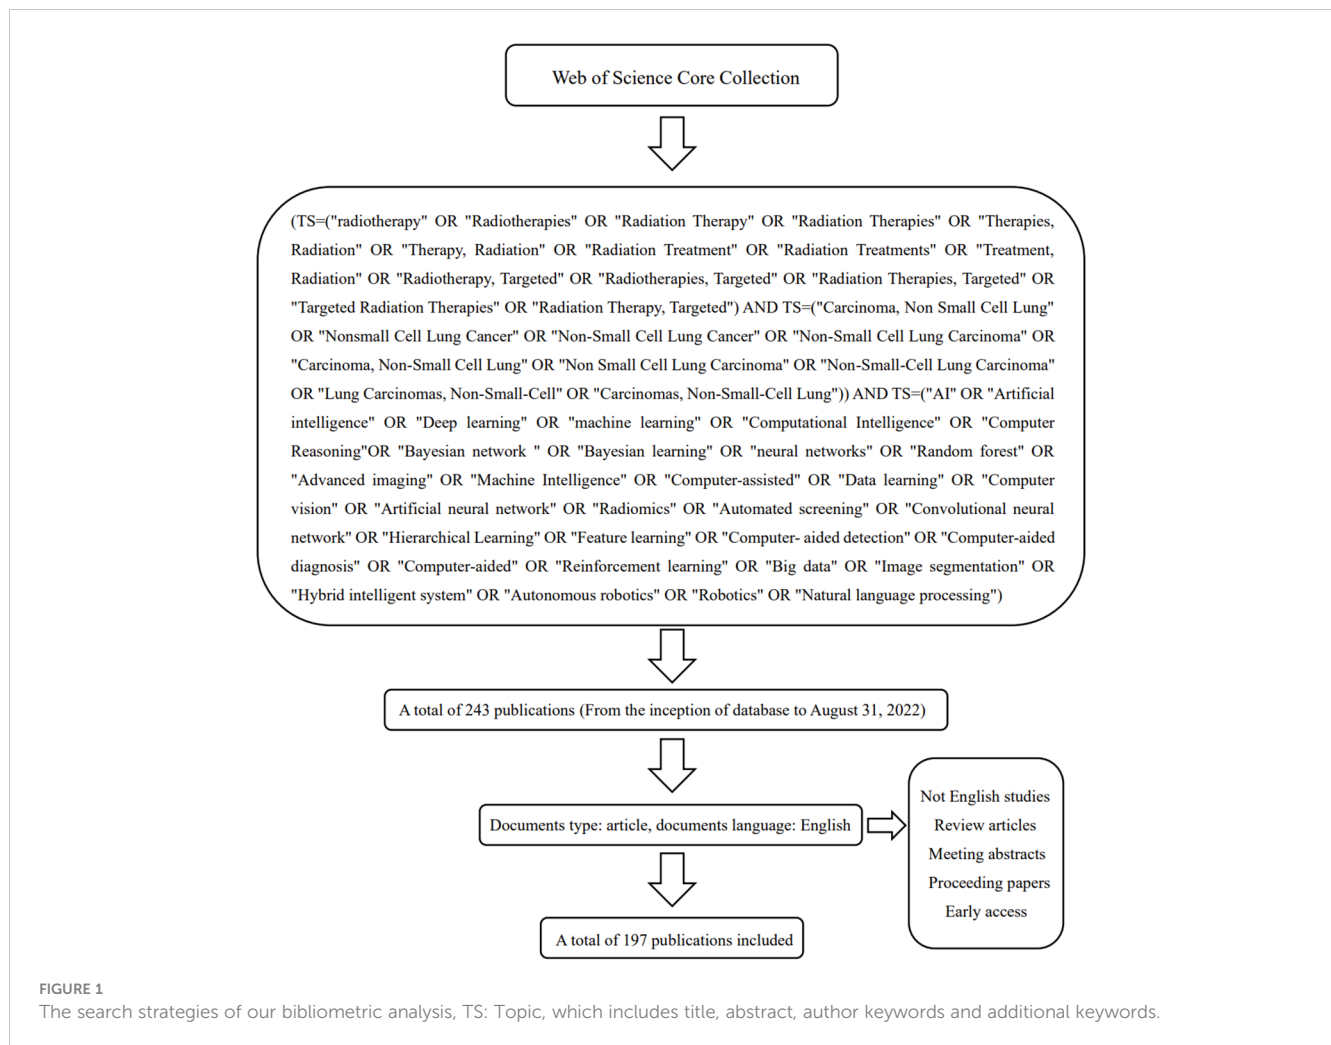 Web of Science Core Collection
(TS=("radiotherapy" OR "Radiotherapies" OR "Radiation Therapy" OR "Radiation Therapies" OR "Therapies,
Radiation" OR "Therapy, Radiation" OR "Radiation Treatment" OR "Radiation Treatments" OR "Treatment,
Radiation" OR "Radiotherapy, Targeted" OR "Radiotherapies, Targeted" OR "Radiation Therapies, Targeted" OR
"Targeted Radiation Therapies" OR "Radiation Therapy, Targeted") AND TS=("Carcinoma, Non Small Cell Lung"
OR "Nonsmall Cell Lung Cancer" OR "Non-Small Cell Lung Cancer" OR "Non-Small Cell Lung Carcinoma" OR
"Carcinoma, Non-Small Cell Lung" OR "Non Small Cell Lung Carcinoma" OR "Non-Small-Cell Lung Carcinoma"
OR "Lung Carcinomas, Non-Small-Cell" OR "Carcinomas, Non-Small-Cell Lung")) AND TS=("AI" OR "Artificial
intelligence" OR "Deep learning" OR "machine learning" OR "Computational Intelligence" OR "Computer
Reasoning"OR "Bayesian network " OR "Bayesian learning" OR "neural networks" OR "Random forest" OR
"Advanced imaging" OR "Machine Intelligence" OR "Computer-assisted" OR "Data learning" OR "Computer
vision" OR "Artificial neural network" OR "Radiomics" OR "Automated screening" OR "Convolutional neural
network" OR "Hierarchical Learning" OR "Feature learning" OR "Computer- aided detection" OR "Computer-aided
diagnosis" OR "Computer-aided" OR "Reinforcement learning" OR "Big data" OR "Image segmentation" OR
"Hybrid intelligent system" OR "Autonomous robotics" OR "Robotics" OR "Natural language processing")
A total of 243 publications (From the inception of database to August 31, 2022)
Documents type: article, documents language: English
Not English studies
Review articles
Meeting abstracts
Proceeding papers
Early access
A total of 197 publications included
FIGURE 1
The search strategies of our bibliometric analysis, TS: Topic, which includes title, abstract, author keywords and additional keywords.